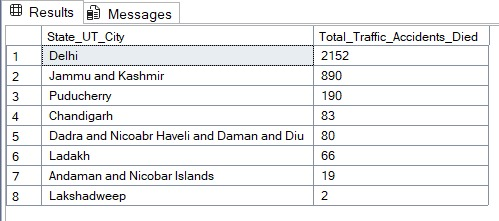 Results Messages
State_UT_City Total_Traffic_Accidents_Died
1 Delhi 2152
2 Jammu and Kashmir 890
3 Puducherry 190
4 Chandigarh 83
5 Dadra and Nicoabr Haveli and Daman and Diu 80
6 Ladakh 66
7 Andaman and Nicobar Islands 19
8 Lakshadweep 2